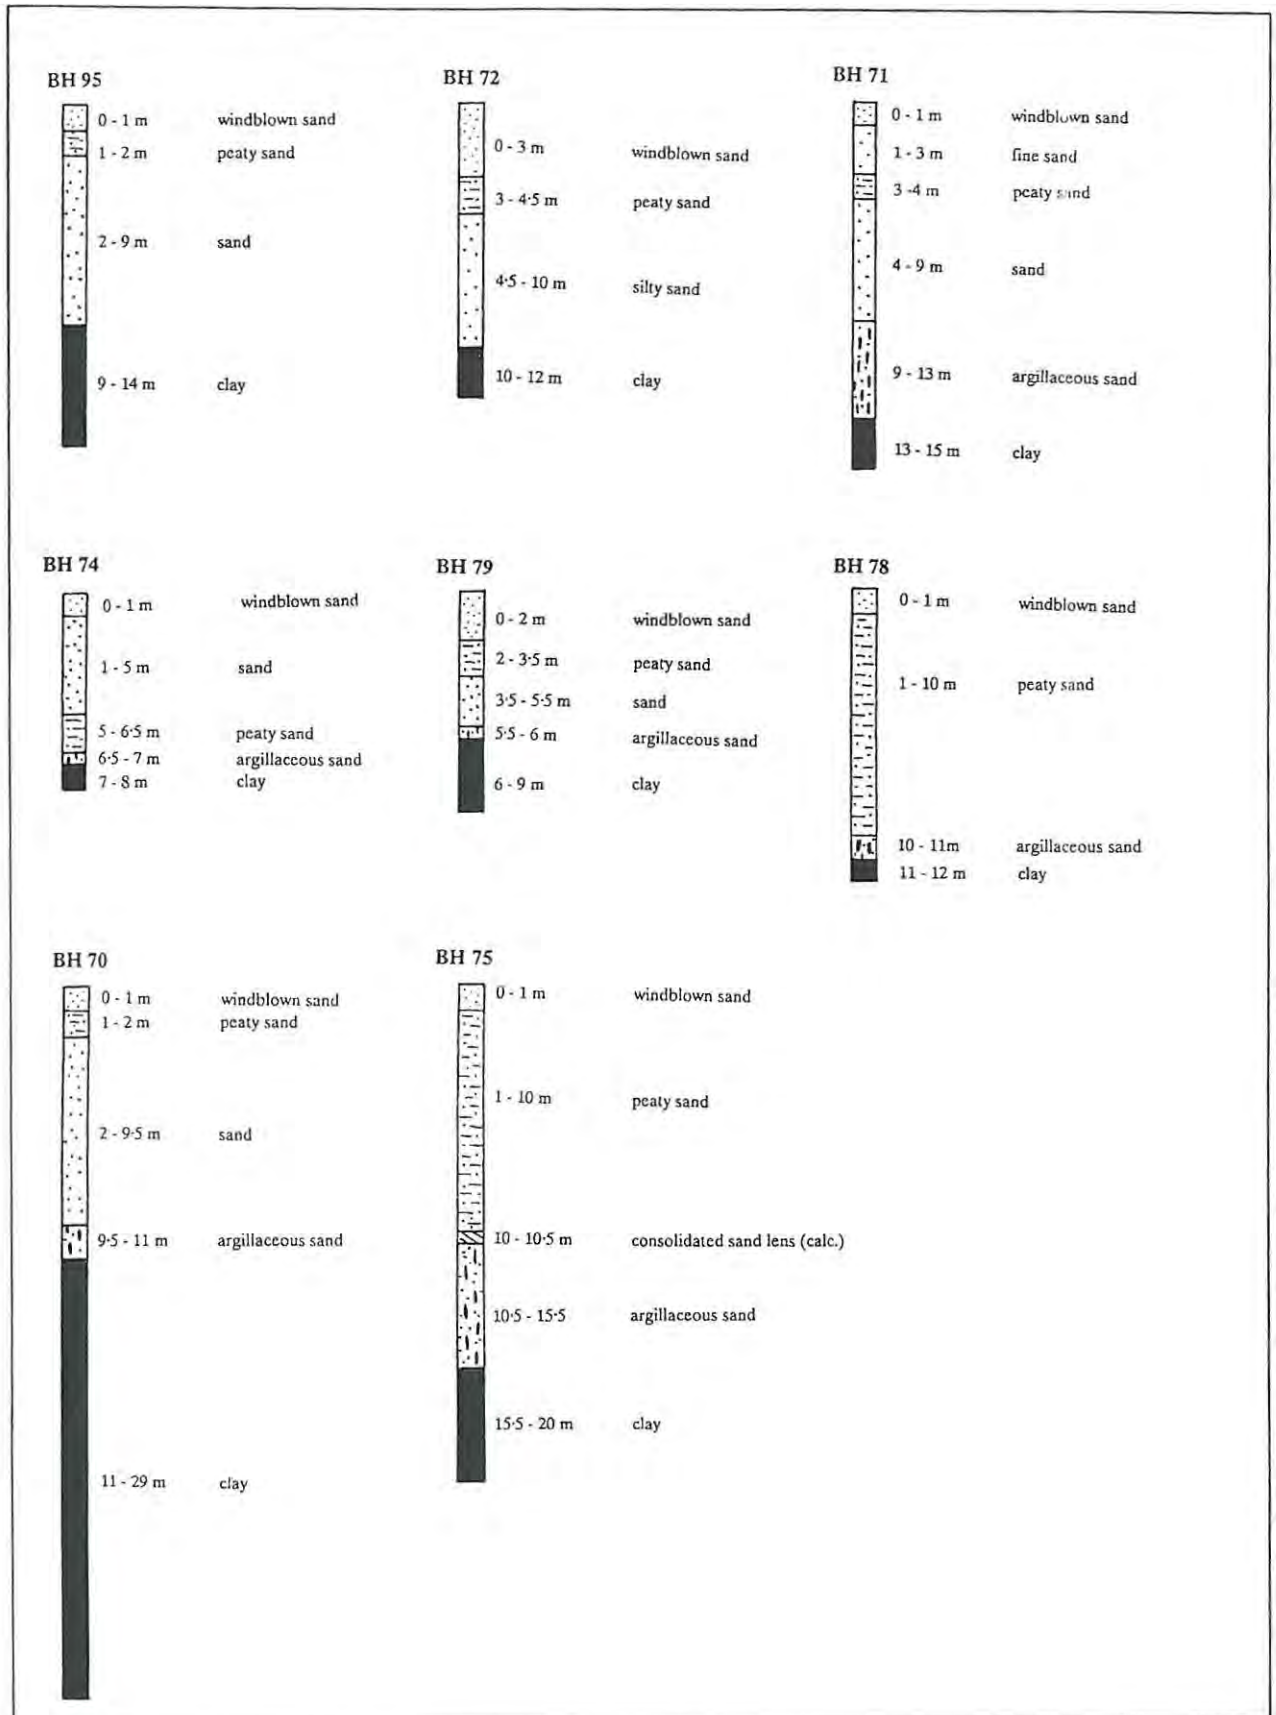 BH 95
0 - 1 m windblown sand
1 - 2 m peaty sand
2 - 9 m sand
9 - 14 m clay
BH 72
0 - 3 m windblown sand
3 - 4·5 m peaty sand
4·5 - 10 m silty sand
10 - 12 m clay
BH 71
0 - 1 m windblown sand
1 - 3 m fine sand
3 -4 m peaty sand
4 - 9 m sand
9 - 13 m argillaceous sand
13 - 15 m clay
BH 74
0 - 1 m windblown sand
1 - 5 m sand
5 - 6·5 m peaty sand
6·5 - 7 m argillaceous sand
7 - 8 m clay
BH 79
0 - 2 m windblown sand
2 - 3·5 m peaty sand
3·5 - 5·5 m sand
5·5 - 6 m argillaceous sand
6 - 9 m clay
BH 78
0 - 1 m windblown sand
1 - 10 m peaty sand
10 - 11m argillaceous sand
11 - 12 m clay
BH 70
0 - 1 m windblown sand
1 - 2 m peaty sand
2 - 9·5 m sand
9·5 - 11 m argillaceous sand
11 - 29 m clay
BH 75
0 - 1 m windblown sand
1 - 10 m peaty sand
10 - 10·5 m consolidated sand lens (calc.)
10·5 - 15·5 argillaceous sand
15·5 - 20 m clay